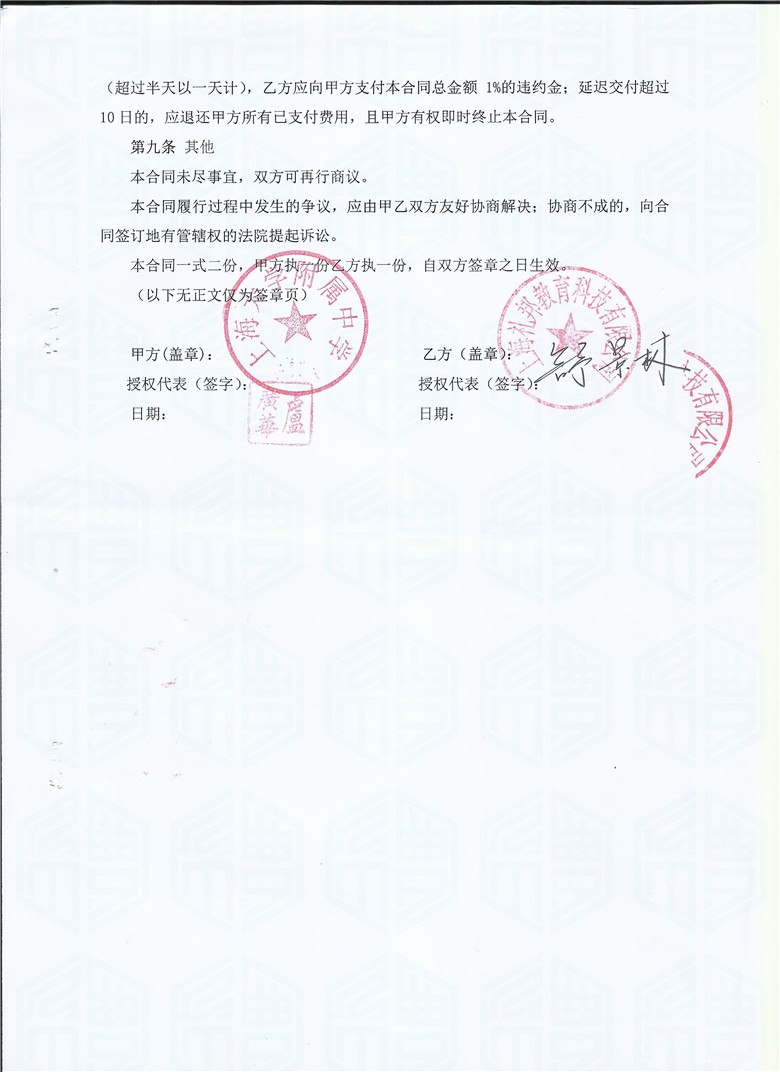 （超过半天以一天计），乙方应向甲方支付本合同总金额 1%的违约金；延迟交付超过
10日的，应退还甲方所有已支付费用，且甲方有权即时终止本合同。
第九条 其他
本合同未尽事宜，双方可再行商议。
本合同履行过程中发生的争议，应由甲乙双方友好协商解决；协商不成的，向合
同签订地有管辖权的法院提起诉讼。
本合同一式二份，甲方执一份乙方执一份，自双方签章之日生效。
（以下无正文仅为签章页）
上海大学附属中学
上海礼邦教育科技有限公司
甲方(盖章)：
乙方（盖章）：
授权代表（签字）：
盧廣華
授权代表（签字）：
技有限公司
日期：
日期：